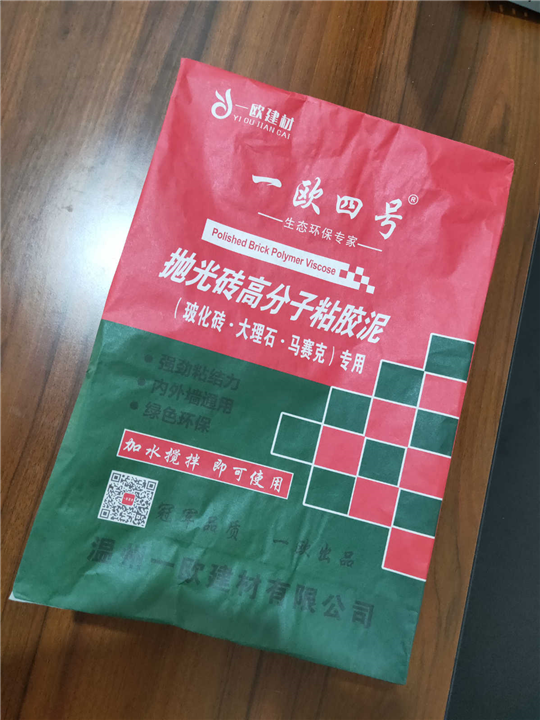 一欧建材
YI OU JIAN CAI
一欧四号®
生态环保专家
Polished Brick Polymer Viscose
抛光砖高分子粘胶泥
（玻化砖·大理石·马赛克）专用
•强劲粘结力
•内外墙通用
•绿色环保
加水搅拌 即可使用
冠军品质 一欧出品
温州一欧建材有限公司